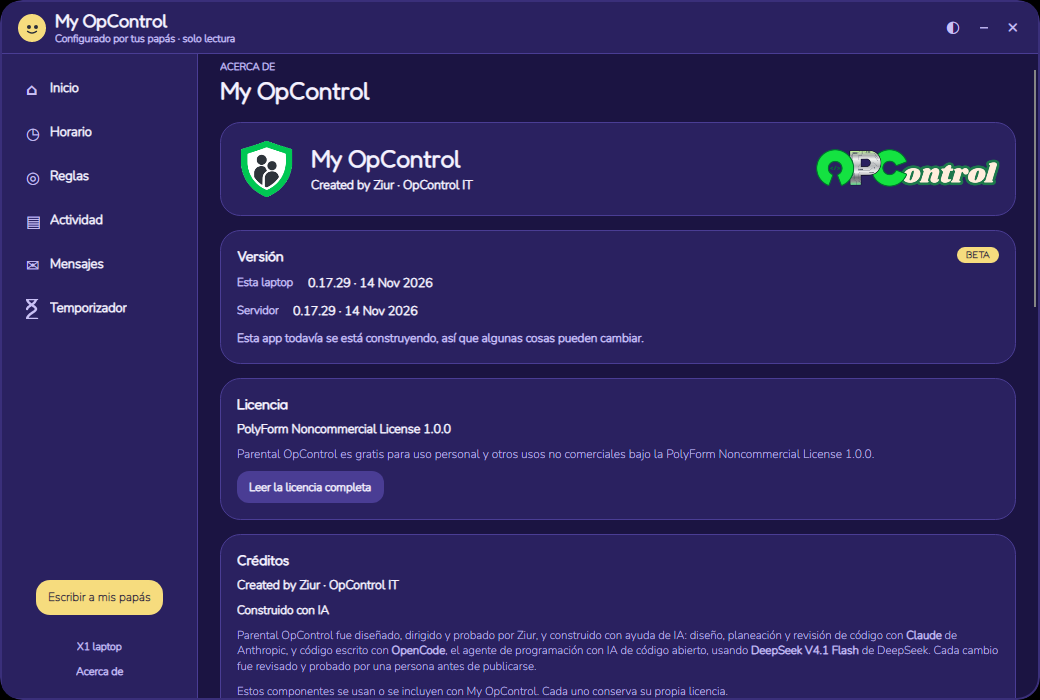 My OpControl
Configurado por tus papás · solo lectura
Inicio
Horario
Reglas
Actividad
Mensajes
Temporizador
Escribir a mis papás
X1 laptop
Acerca de
ACERCA DE
My OpControl
My OpControl
Created by Ziur · OpControl IT
OPControl
Versión
BETA
Esta laptop 0.17.29 · 14 Nov 2026
Servidor 0.17.29 · 14 Nov 2026
Esta app todavía se está construyendo, así que algunas cosas pueden cambiar.
Licencia
PolyForm Noncommercial License 1.0.0
Parental OpControl es gratis para uso personal y otros usos no comerciales bajo la PolyForm Noncommercial License 1.0.0.
Leer la licencia completa
Créditos
Created by Ziur · OpControl IT
Construido con IA
Parental OpControl fue diseñado, dirigido y probado por Ziur, y construido con ayuda de IA: diseño, planeación y revisión de código con Claude de
Anthropic, y código escrito con OpenCode, el agente de programación con IA de código abierto, usando DeepSeek V4.1 Flash de DeepSeek. Cada cambio
fue revisado y probado por una persona antes de publicarse.
Estos componentes se usan o se incluyen con My OpControl. Cada uno conserva su propia licencia.